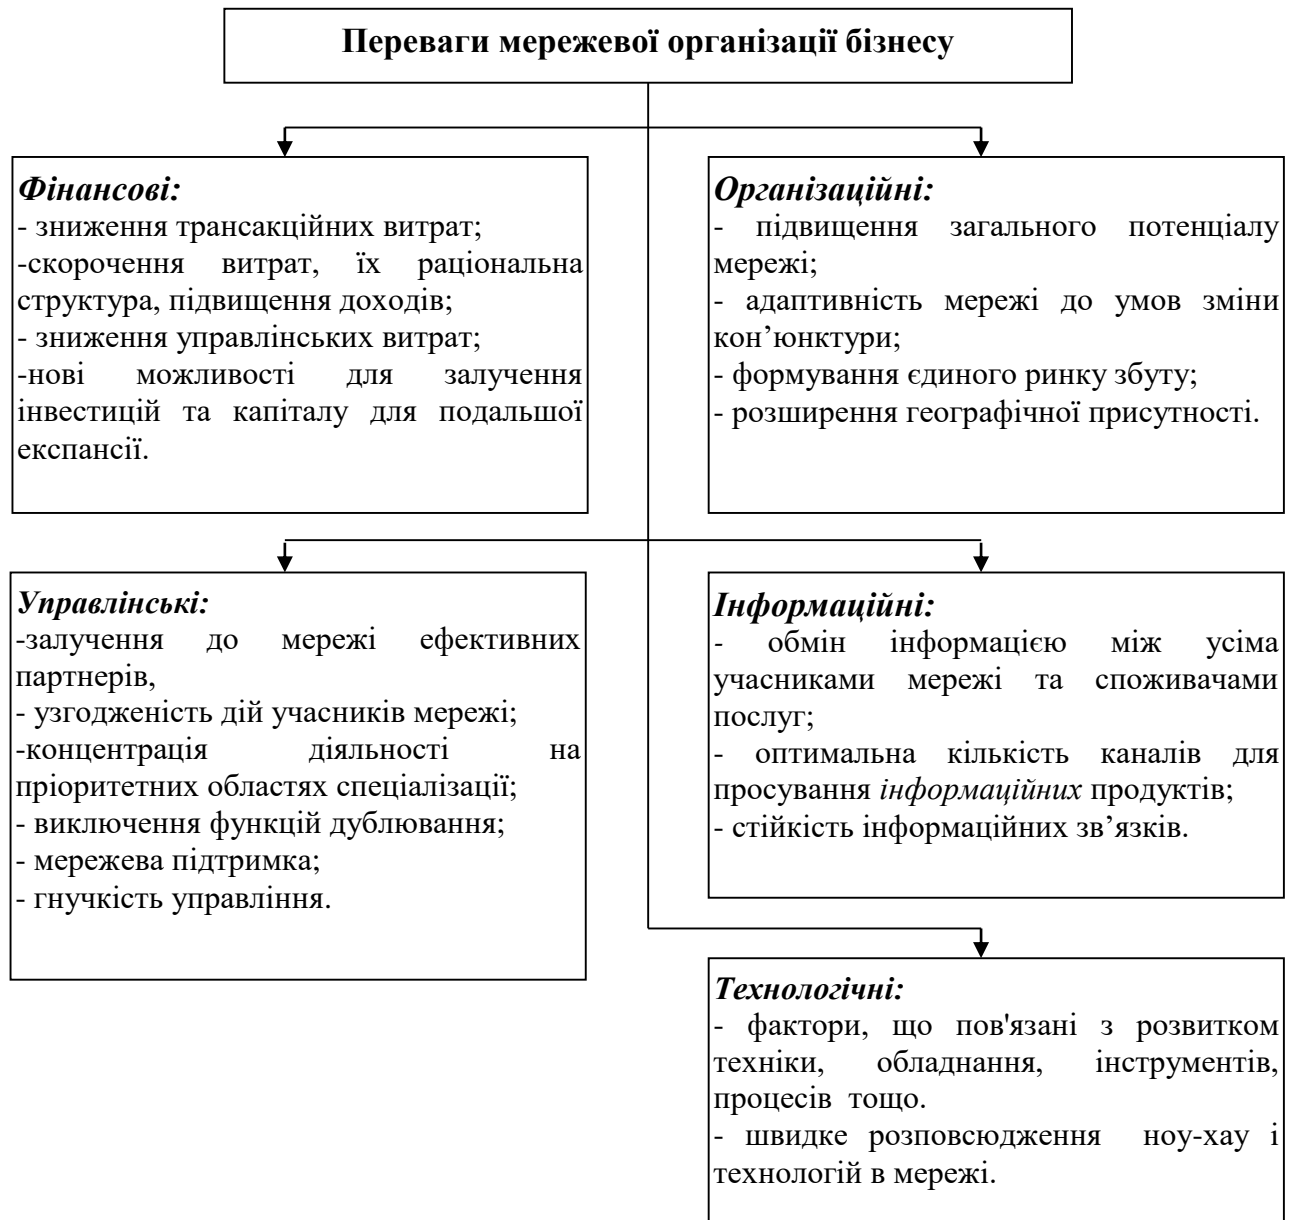 Переваги мережевої організації бізнесу
Фінансові:
- зниження трансакційних витрат;
-скорочення витрат, їх раціональна
структура, підвищення доходів;
- зниження управлінських витрат;
-нові можливості для залучення
інвестицій та капіталу для подальшої
експансії.
Організаційні:
- підвищення загального потенціалу
мережі;
- адаптивність мережі до умов зміни
кон’юнктури;
- формування єдиного ринку збуту;
- розширення географічної присутності.
Управлінські:
-залучення до мережі ефективних
партнерів,
- узгодженість дій учасників мережі;
-концентрація діяльності на
пріоритетних областях спеціалізації;
- виключення функцій дублювання;
- мережева підтримка;
- гнучкість управління.
Інформаційні:
- обмін інформацією між усіма
учасниками мережі та споживачами
послуг;
- оптимальна кількість каналів для
просування інформаційних продуктів;
- стійкість інформаційних зв’язків.
Технологічні:
- фактори, що пов'язані з розвитком
техніки, обладнання, інструментів,
процесів тощо.
- швидке розповсюдження ноу-хау і
технологій в мережі.